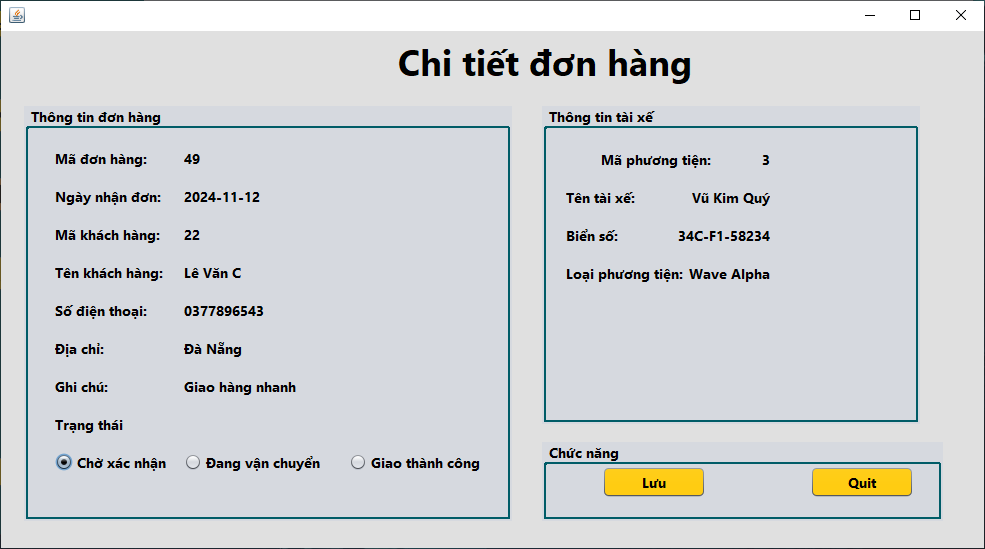 Chi tiết đơn hàng
Thông tin đơn hàng
Mã đơn hàng: 49
Ngày nhận đơn: 2024-11-12
Mã khách hàng: 22
Tên khách hàng: Lê Văn C
Số điện thoại: 0377896543
Địa chỉ: Đà Nẵng
Ghi chú: Giao hàng nhanh
Trạng thái
Chờ xác nhận Đang vận chuyển Giao thành công
Thông tin tài xế
Mã phương tiện: 3
Tên tài xế: Vũ Kim Quý
Biển số: 34C-F1-58234
Loại phương tiện: Wave Alpha
Chức năng
Lưu Quit